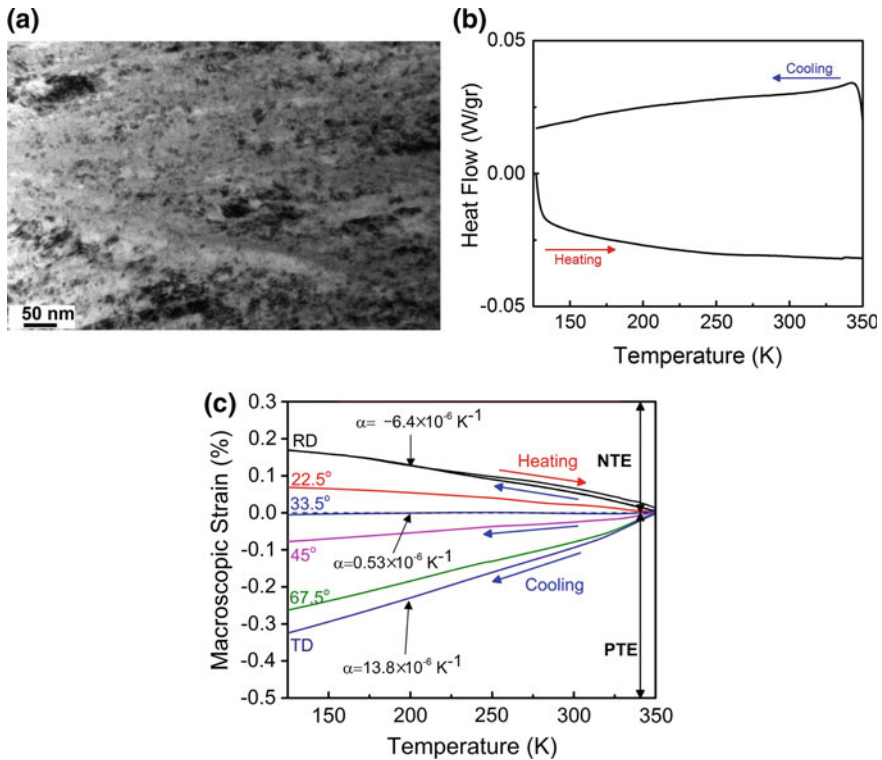 (a)
50 nm
(b)
0.05
0.00
-0.05
Heat Flow (W/gr)
Cooling
Heating
150 200 250 300 350
Temperature (K)
(c)
0.3
0.2
0.1
0.0
-0.1
-0.2
-0.3
-0.4
-0.5
Macroscopic Strain (%)
α= −6.4×10⁻⁶ K⁻¹
RD
Heating
NTE
22.5°
33.5°
45°
α=0.53×10⁻⁶ K⁻¹
67.5°
Cooling
TD
α=13.8×10⁻⁶ K⁻¹
PTE
150 200 250 300 350
Temperature (K)